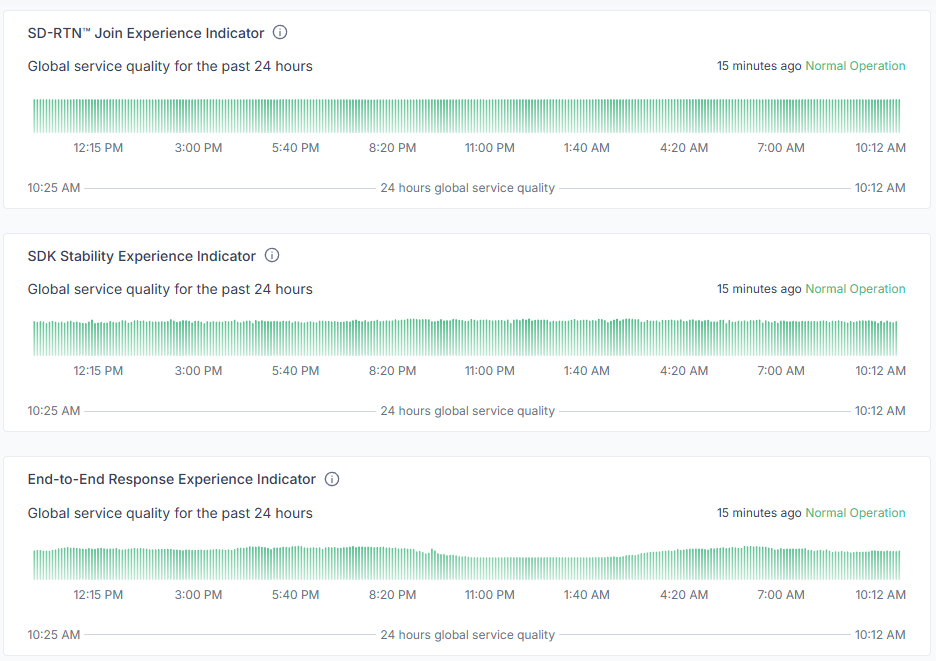 SD-RTN™ Join Experience Indicator
Global service quality for the past 24 hours
15 minutes ago Normal Operation
12:15 PM 3:00 PM 5:40 PM 8:20 PM 11:00 PM 1:40 AM 4:20 AM 7:00 AM 10:12 AM
10:25 AM 24 hours global service quality 10:12 AM
SDK Stability Experience Indicator
Global service quality for the past 24 hours
15 minutes ago Normal Operation
12:15 PM 3:00 PM 5:40 PM 8:20 PM 11:00 PM 1:40 AM 4:20 AM 7:00 AM 10:12 AM
10:25 AM 24 hours global service quality 10:12 AM
End-to-End Response Experience Indicator
Global service quality for the past 24 hours
15 minutes ago Normal Operation
12:15 PM 3:00 PM 5:40 PM 8:20 PM 11:00 PM 1:40 AM 4:20 AM 7:00 AM 10:12 AM
10:25 AM 24 hours global service quality 10:12 AM